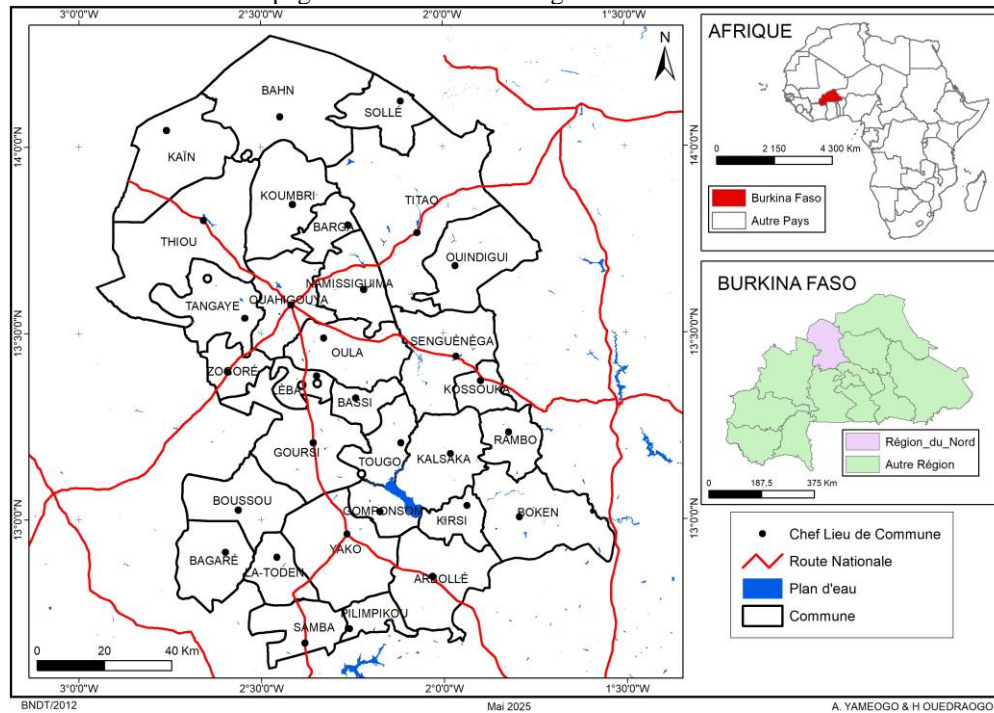 3°0'0"W 2°30'0"W 2°0'0"W 1°30'0"W
14°0'0"N
13°30'0"N
13°0'0"N
N
BAHN
SOLLÉ
KAÏN
KOUMBRI
TITAO
BARGA
THIOU
OUINDIGUI
NAMISSIGUIMA
TANGAYE
OUAHIGOUYA
SENGUÈNÈGA
OULA
ZOGORÉ
LÈBA
KOSSOUKA
BASSI
RAMBO
GOURSI
TOUGO
KALSAKA
BOUSSOU
GOMPONSOM
KIRSI
BOKEN
BAGARÉ
LA-TODEN
YAKO
ARBOLLÉ
PILIMPIKOU
SAMBA
0 20 40 Km
14°0'0"N
13°30'0"N
13°0'0"N
3°0'0"W 2°30'0"W 2°0'0"W 1°30'0"W
AFRIQUE
0 2 150 4 300 Km
Burkina Faso
Autre Pays
BURKINA FASO
Région_du_Nord
Autre Région
0 187,5 375 Km
Chef Lieu de Commune
Route Nationale
Plan d'eau
Commune
BNDT/2012 Mai 2025 A. YAMEOGO & H OUEDRAOGO